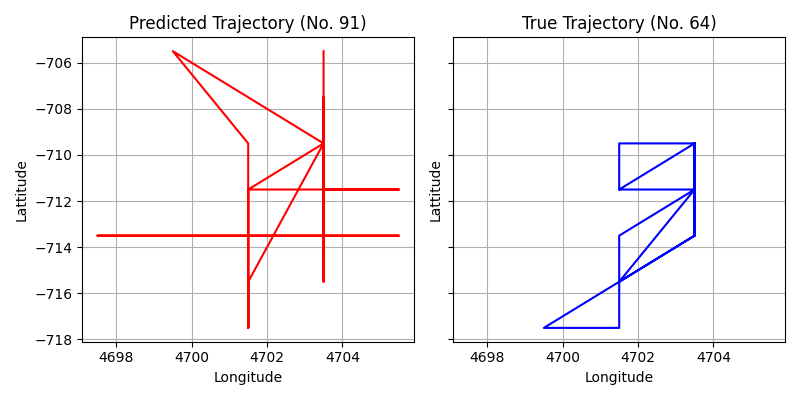 Predicted Trajectory (No. 91)
True Trajectory (No. 64)
Lattitude
−706
−708
−710
−712
−714
−716
−718
4698
4700
4702
4704
Longitude
Lattitude
4698
4700
4702
4704
Longitude